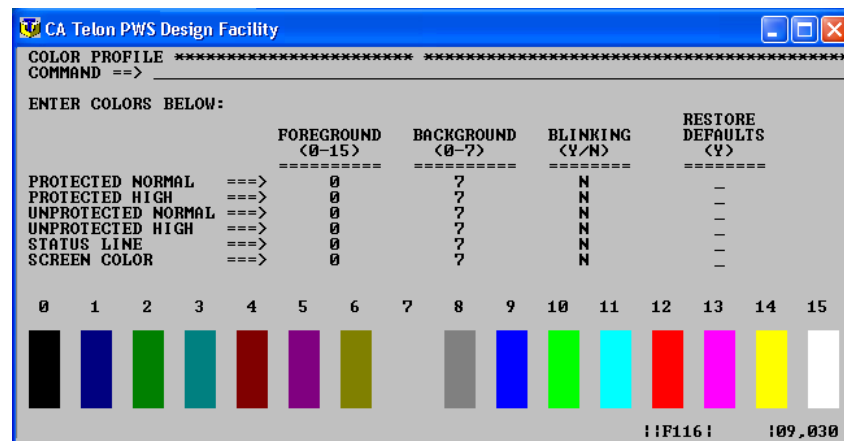 CA Telon PWS Design Facility
COLOR PROFILE ************************ ******************************************
COMMAND ==> _______________________________________________
ENTER COLORS BELOW:
RESTORE
FOREGROUND BACKGROUND BLINKING DEFAULTS
(0-15) (0-7) (Y/N) (Y)
========== ========== ======== ========
PROTECTED NORMAL ===> 0 7 N _
PROTECTED HIGH ===> 0 7 N _
UNPROTECTED NORMAL ===> 0 7 N _
UNPROTECTED HIGH ===> 0 7 N _
STATUS LINE ===> 0 7 N _
SCREEN COLOR ===> 0 7 N _
0 1 2 3 4 5 6 7 8 9 10 11 12 13 14 15
¦¦F116¦ ¦09,030